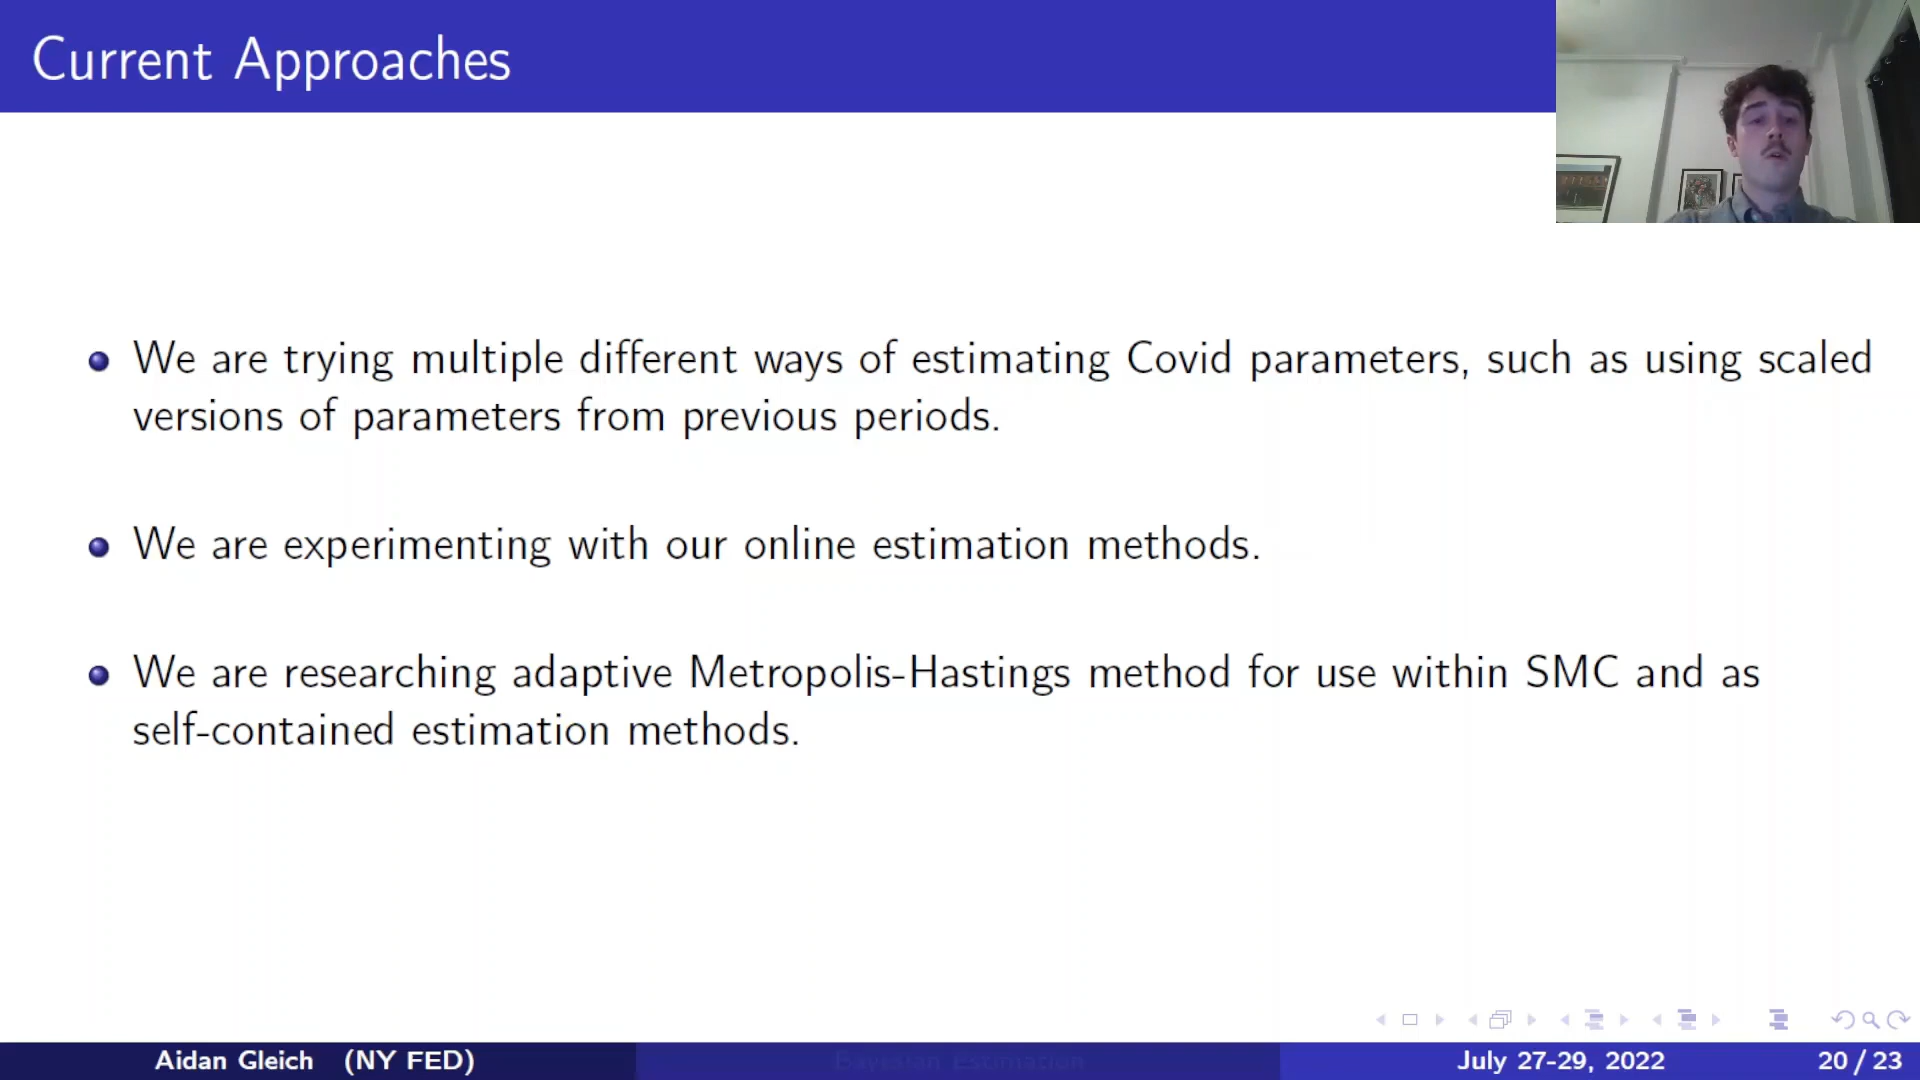 Current Approaches
We are trying multiple different ways of estimating Covid parameters, such as using scaled
versions of parameters from previous periods.
We are experimenting with our online estimation methods.
We are researching adaptive Metropolis-Hastings method for use within SMC and as
self-contained estimation methods.
Aidan Gleich (NY FED)
Bayesian Estimation
July 27-29, 2022
20 / 23